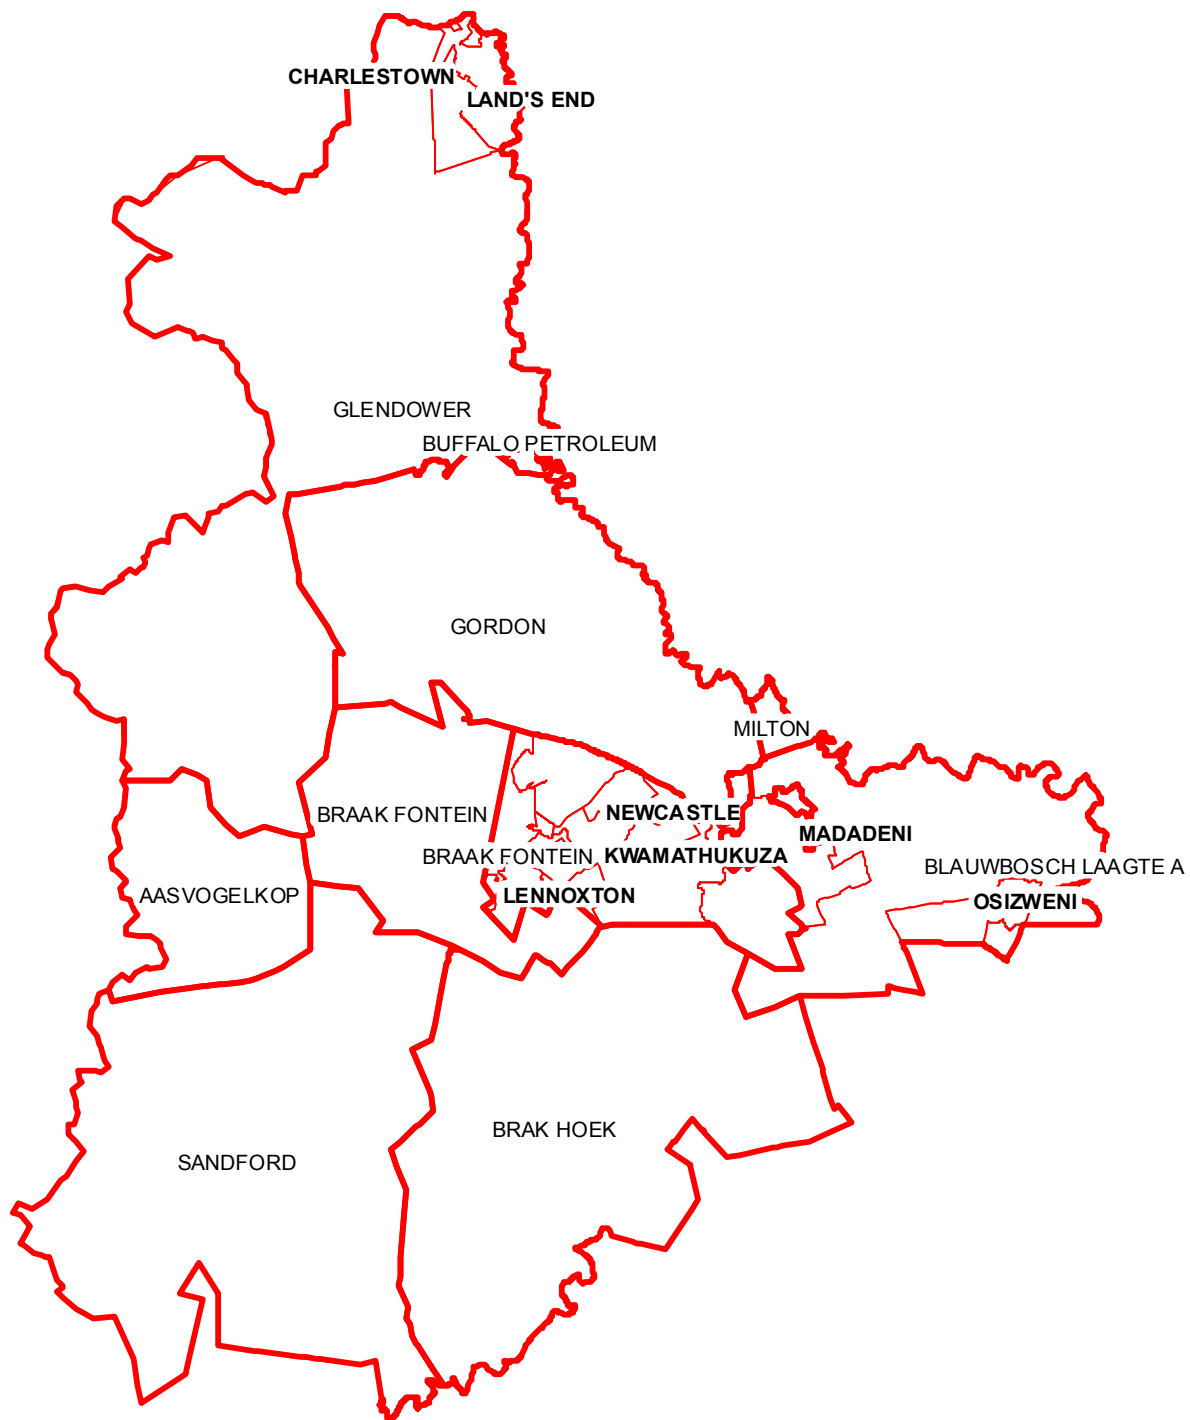 CHARLESTOWN
LAND'S END
GLENDOWER
BUFFALO PETROLEUM
GORDON
MILTON
BRAAK FONTEIN
NEWCASTLE
MADADENI
BRAAK FONTEIN
KWAMATHUKUZA
BLAUWBOSCH LAAGTE A
AASVOGELKOP
LENNOXTON
OSIZWENI
BRAK HOEK
SANDFORD